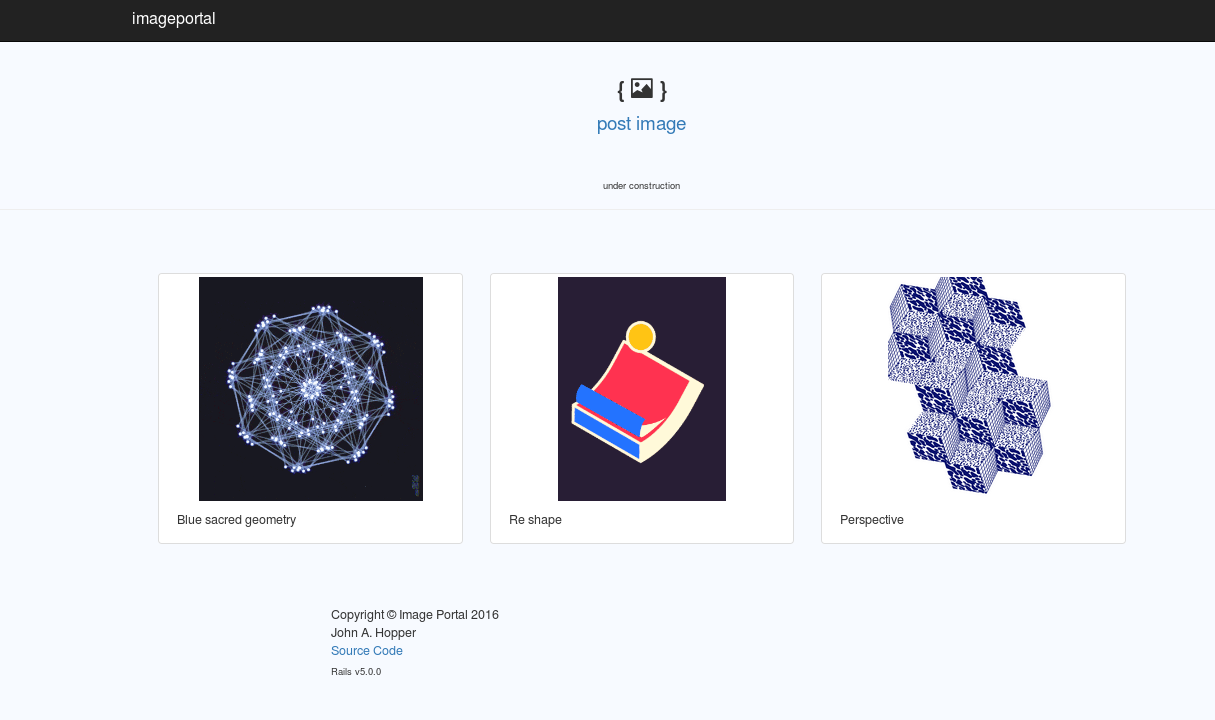 imageportal
{ }
post image
under construction
Blue sacred geometry
Re shape
Perspective
Copyright © Image Portal 2016
John A. Hopper
Source Code
Rails v5.0.0